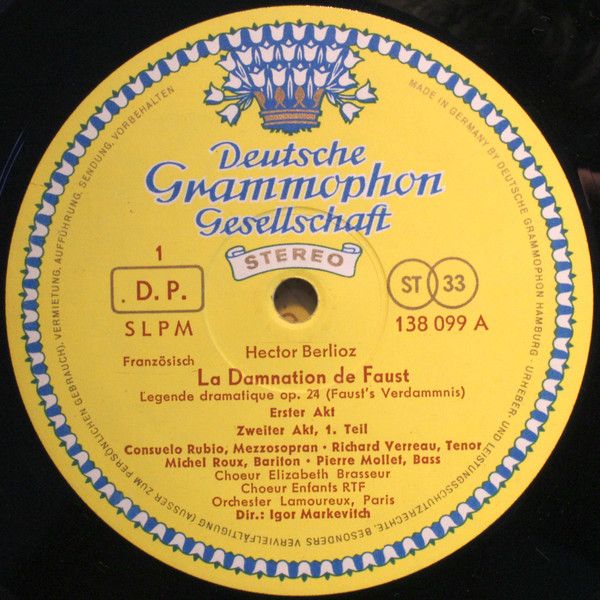 Deutsche
Grammophon
Gesellschaft
STEREO
1
D.P.
SLPM
ST 33
138 099 A
Französisch
Hector Berlioz
La Damnation de Faust
Legende dramatique op. 24 (Faust's Verdammnis)
Erster Akt
Zweiter Akt, 1. Teil
Consuelo Rubio, Mezzosopran · Richard Verreau, Tenor
Michel Roux, Bariton · Pierre Mollet, Bass
Choeur Elizabeth Brasseur
Choeur Enfants RTF
Orchester Lamoureux, Paris
Dir.: Igor Markevitch
MADE IN GERMANY BY DEUTSCHE GRAMMOPHON HAMBURG · URHEBER- UND LEISTUNGSSCHUTZRECHTE, BESONDERS VERVIELFÄLTIGUNG (AUSSER ZUM PERSÖNLICHEN GEBRAUCH), VERMIETUNG, AUFFÜHRUNG, SENDUNG, VORBEHALTEN